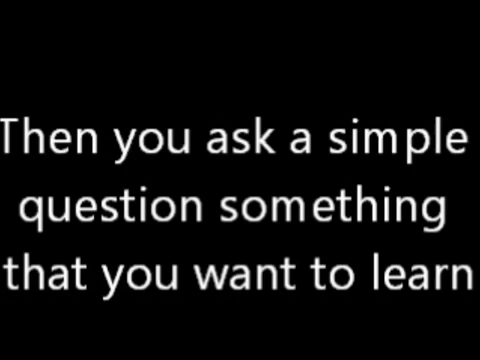 Then you ask a simple
question something
that you want to learn